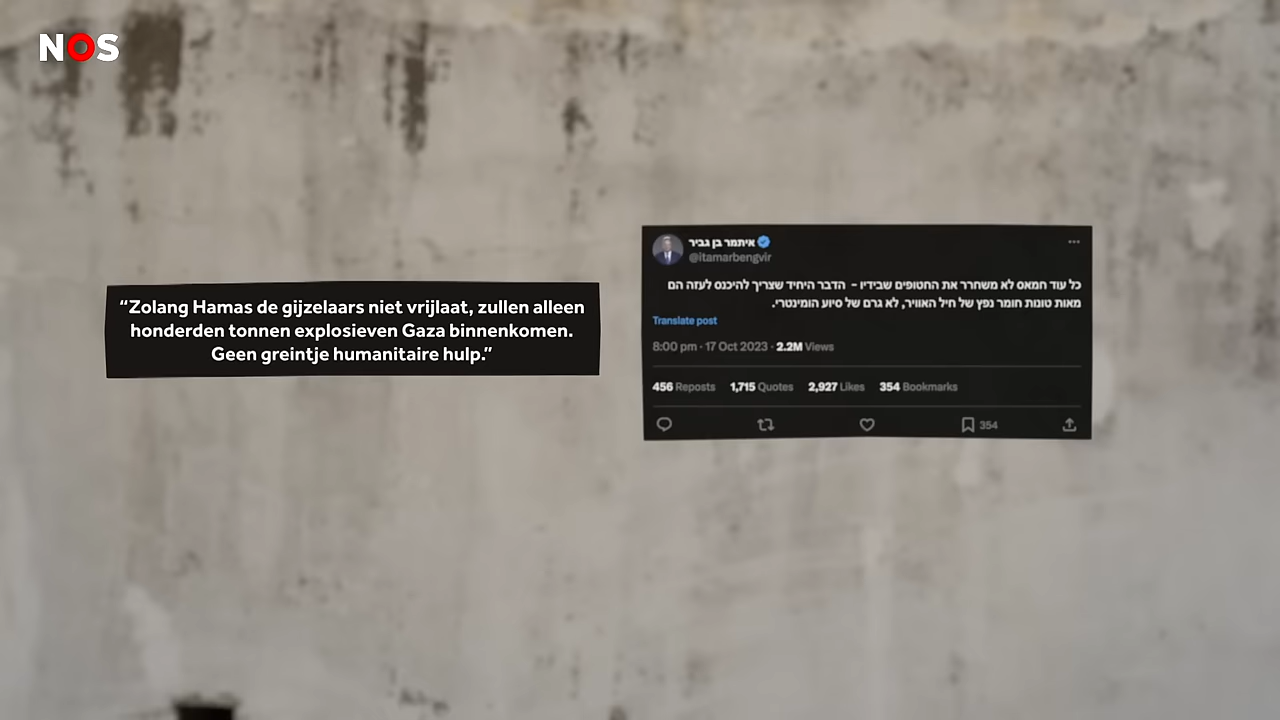 NOS
“Zolang Hamas de gijzelaars niet vrijlaat, zullen alleen
honderden tonnen explosieven Gaza binnenkomen.
Geen greintje humanitaire hulp.”
איתמר בן גביר
@itamarbengvir
כל עוד חמאס לא משחרר את החטופים שבידיו - הדבר היחיד שצריך להיכנס לעזה הם
מאות טונות חומר נפץ של חיל האוויר, לא גרם של סיוע הומינטרי.
Translate post
8:00 pm · 17 Oct 2023 · 2.2M Views
456 Reposts 1,715 Quotes 2,927 Likes 354 Bookmarks
354